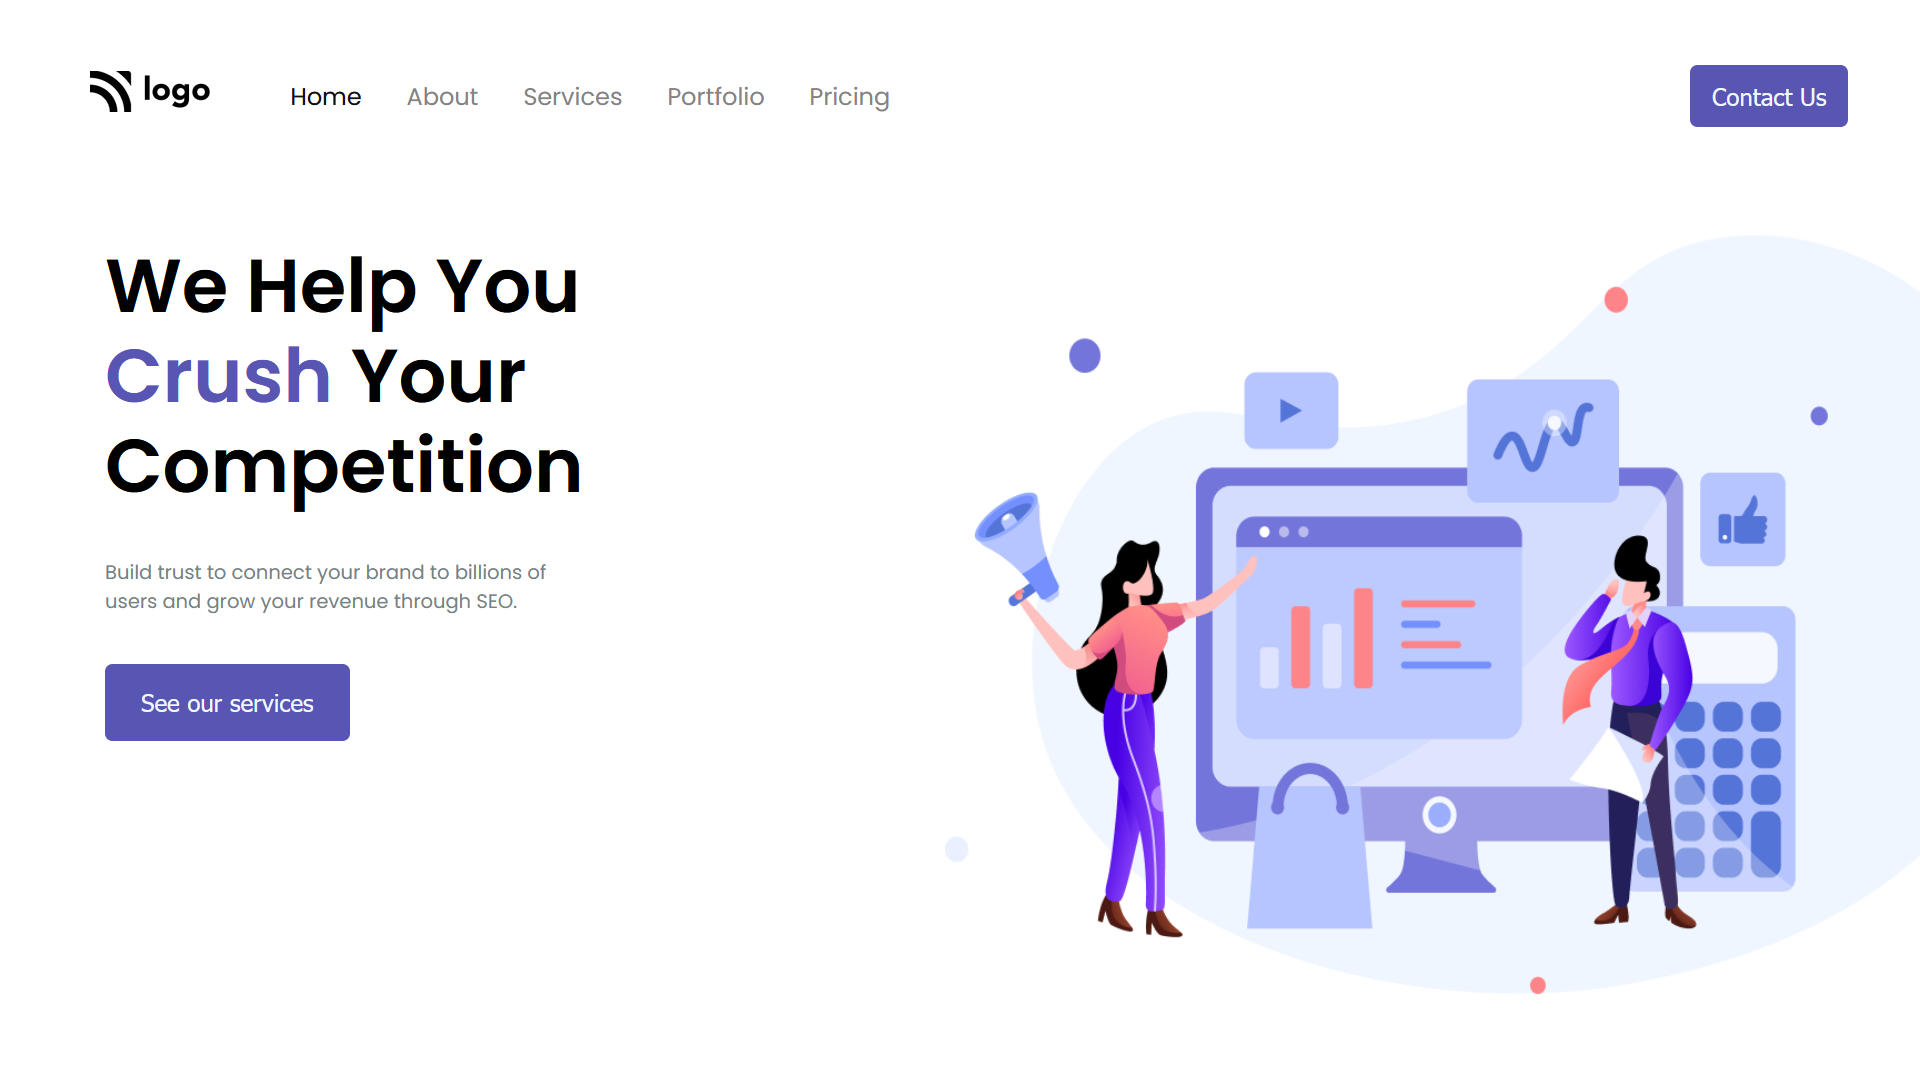 logo
Home About Services Portfolio Pricing
Contact Us
We Help You
Crush Your
Competition
Build trust to connect your brand to billions of
users and grow your revenue through SEO.
See our services